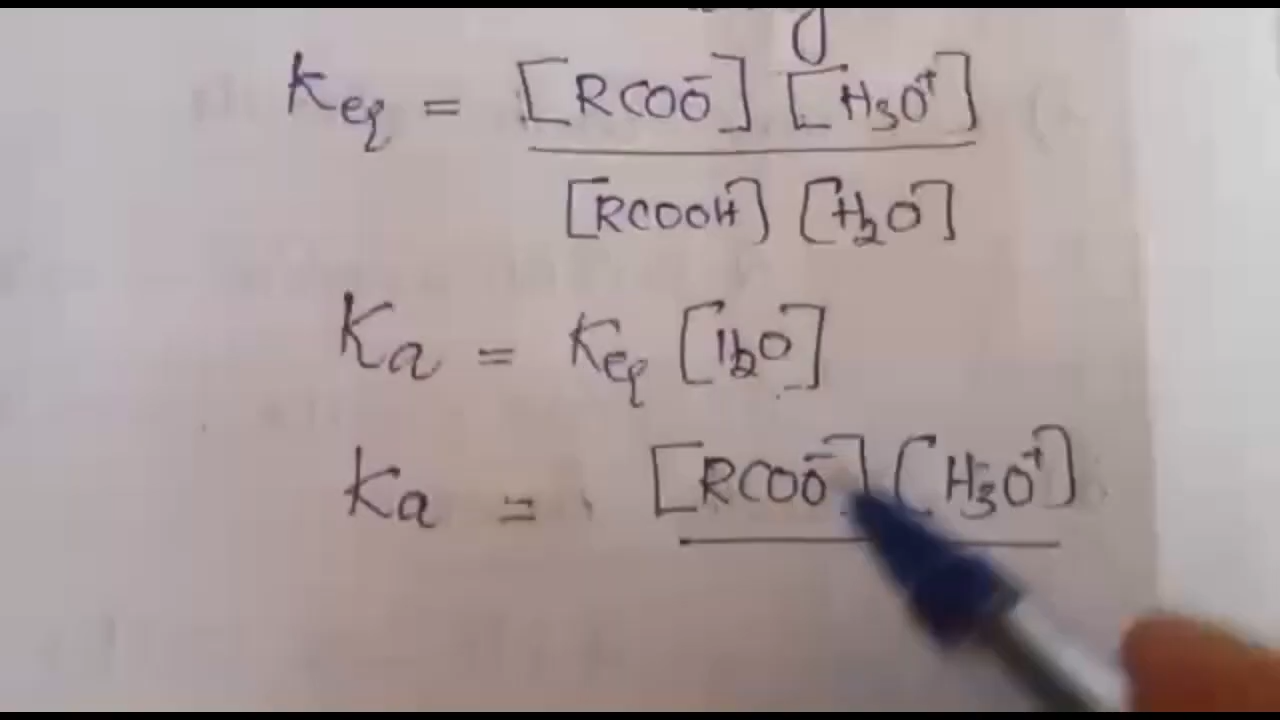 Keq = [RCOO⁻] [H₃O⁺]
[RCOOH] [H₂O]
Ka = Keq [H₂O]
Ka = [RCOO⁻] [H₃O⁺]